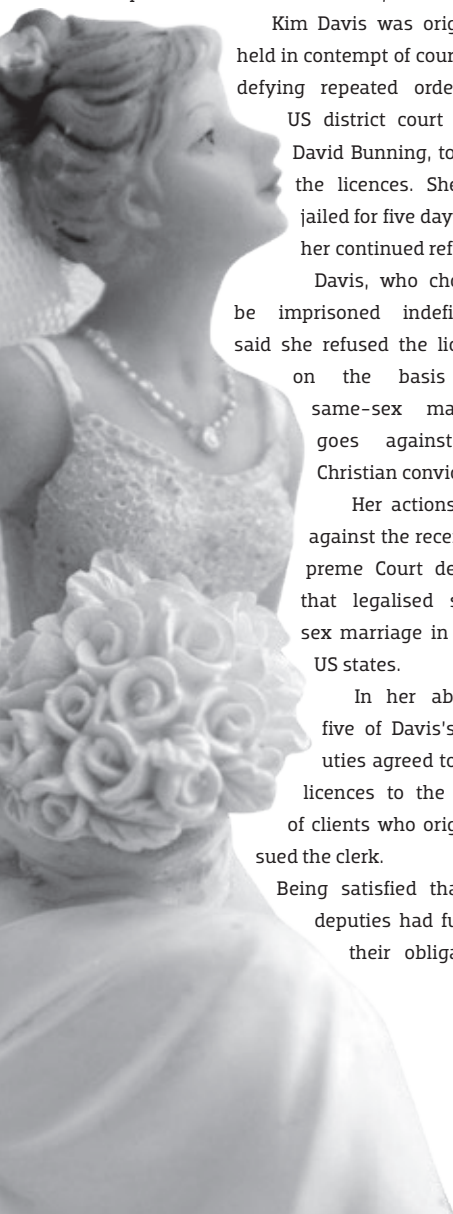 Kim Davis was orig
held in contempt of cour
defying repeated orde
US district court
David Bunning, to
the licences. She
jailed for five day
her continued ref
Davis, who cho
be imprisoned indefi
said she refused the lic
on the basis
same-sex ma
goes against
Christian convic
Her actions
against the rece
preme Court de
that legalised s
sex marriage in
US states.
In her ab
five of Davis's
uties agreed to
licences to the
of clients who orig
sued the clerk.
Being satisfied tha
deputies had fu
their obliga